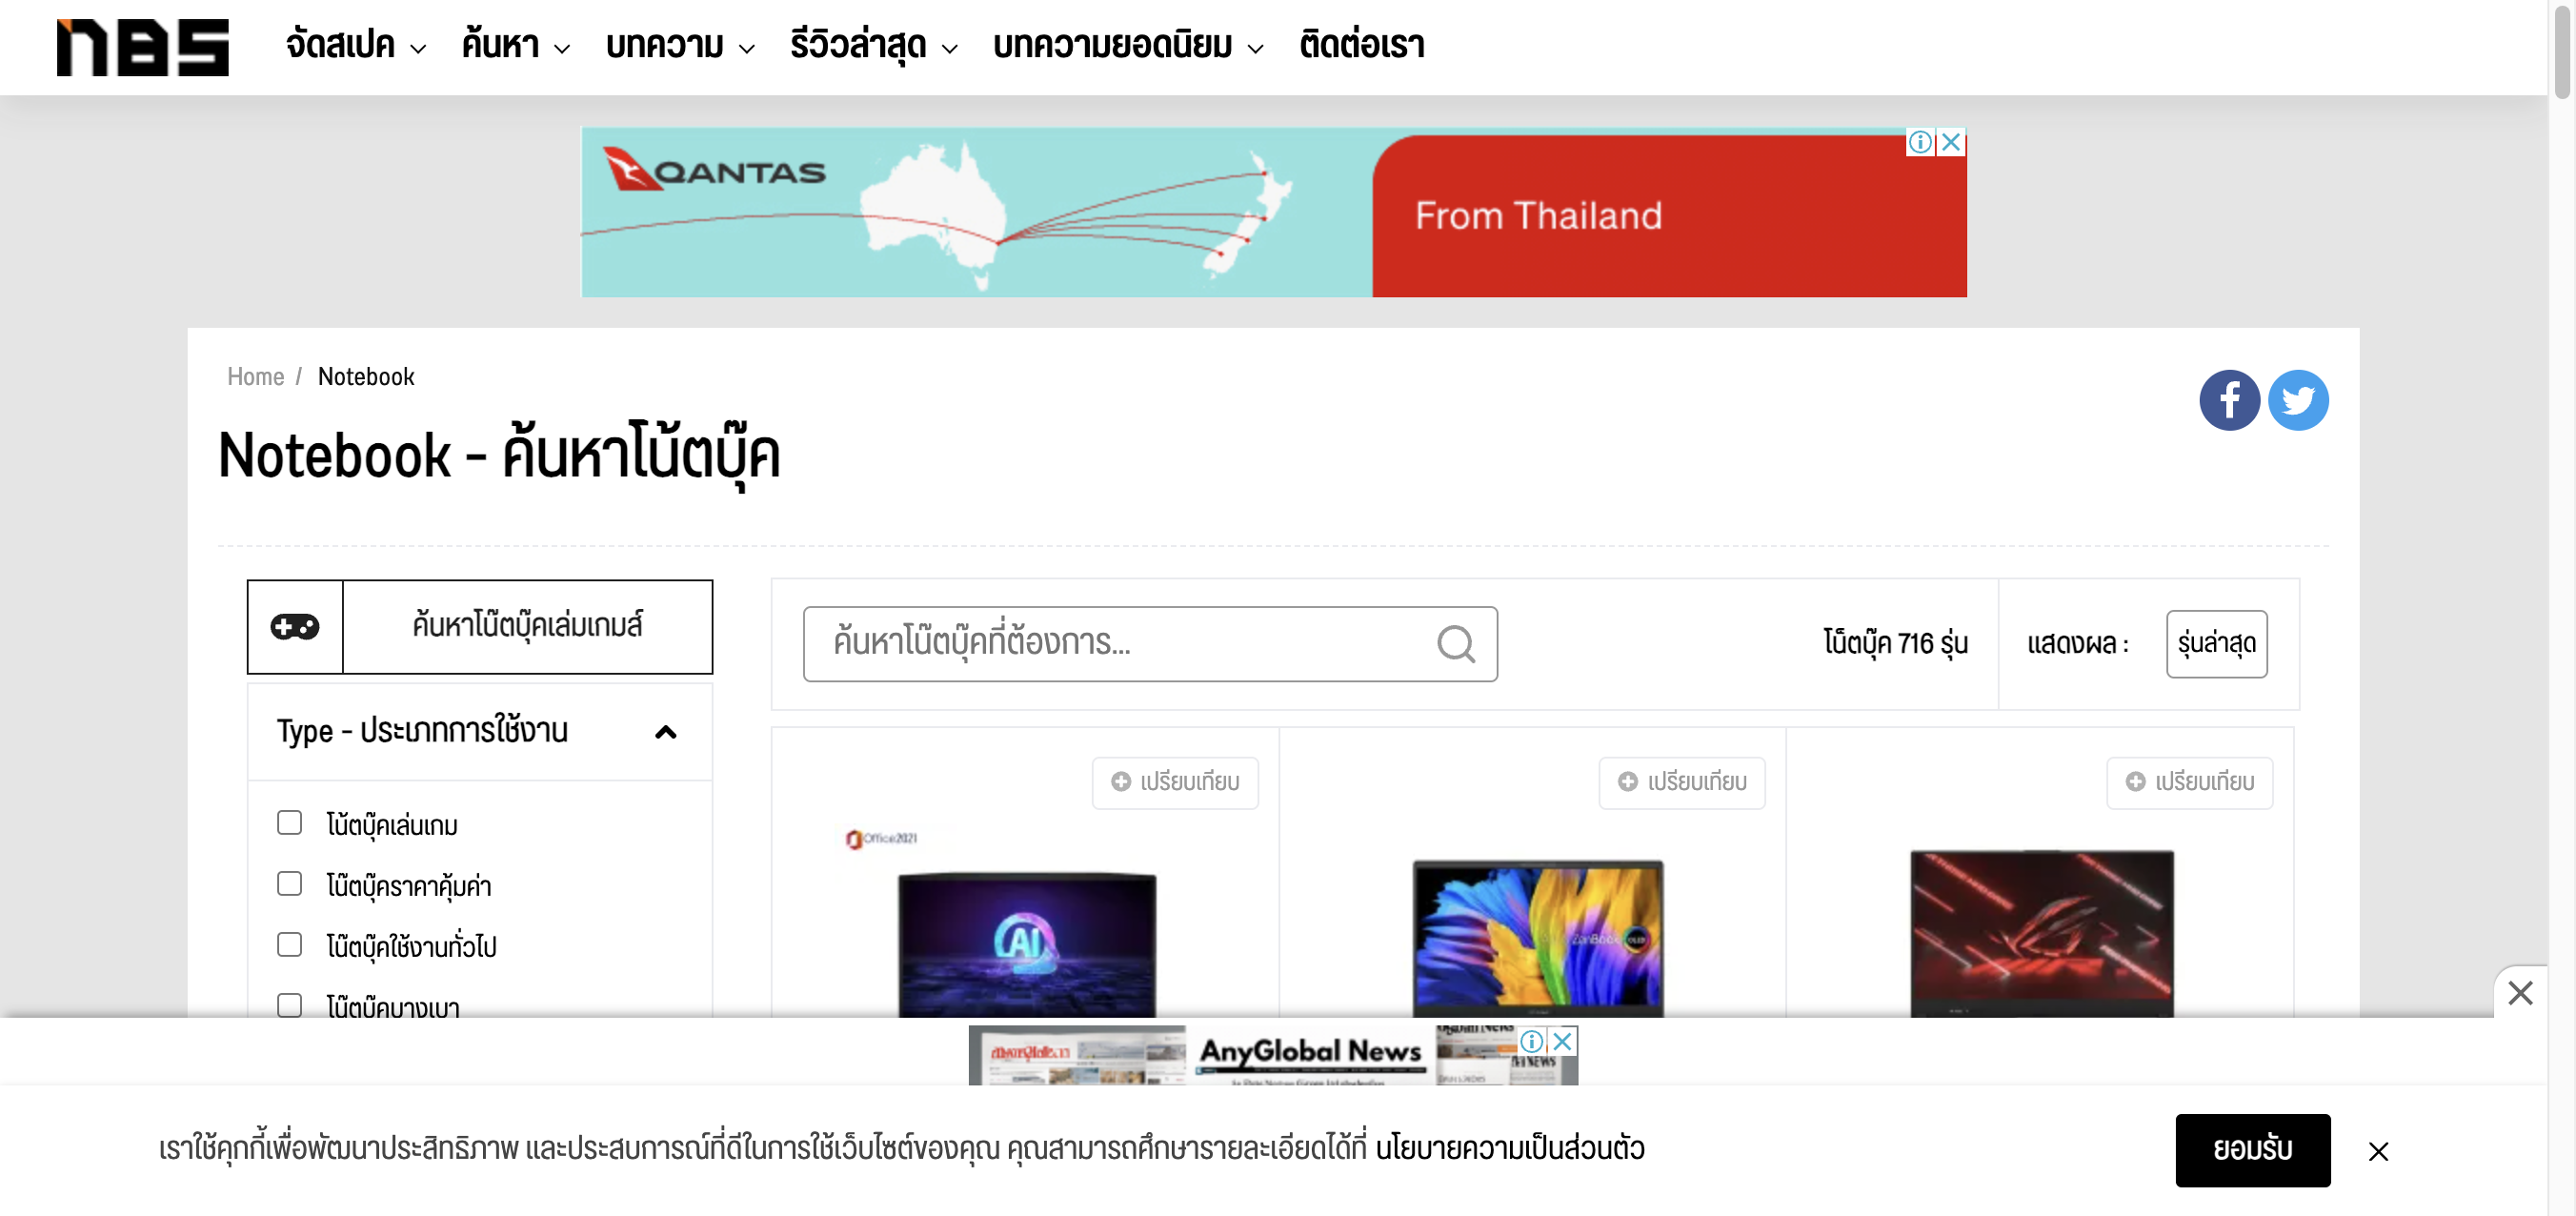 nbs
จัดสเปค ค้นหา บทความ รีวิวล่าสุด บทความยอดนิยม ติดต่อเรา
QANTAS
From Thailand
Home / Notebook
Notebook - ค้นหาโน้ตบุ๊ค
ค้นหาโน๊ตบุ๊คเล่มเกมส์
ค้นหาโน๊ตบุ๊คที่ต้องการ...
โน็ตบุ๊ค 716 รุ่น
แสดงผล :
รุ่นล่าสุด
Type - ประเภทการใช้งาน
เปรียบเทียบ
เปรียบเทียบ
เปรียบเทียบ
โน้ตบุ๊คเล่นเกม
โน๊ตบุ๊คราคาคุ้มค่า
โน๊ตบุ๊คใช้งานทั่วไป
โน๊ตบุ๊คบางเบา
Office2021
AI
ZenBook OLED
AnyGlobal News
เราใช้คุกกี้เพื่อพัฒนาประสิทธิภาพ และประสบการณ์ที่ดีในการใช้เว็บไซต์ของคุณ คุณสามารถศึกษารายละเอียดได้ที่ นโยบายความเป็นส่วนตัว
ยอมรับ